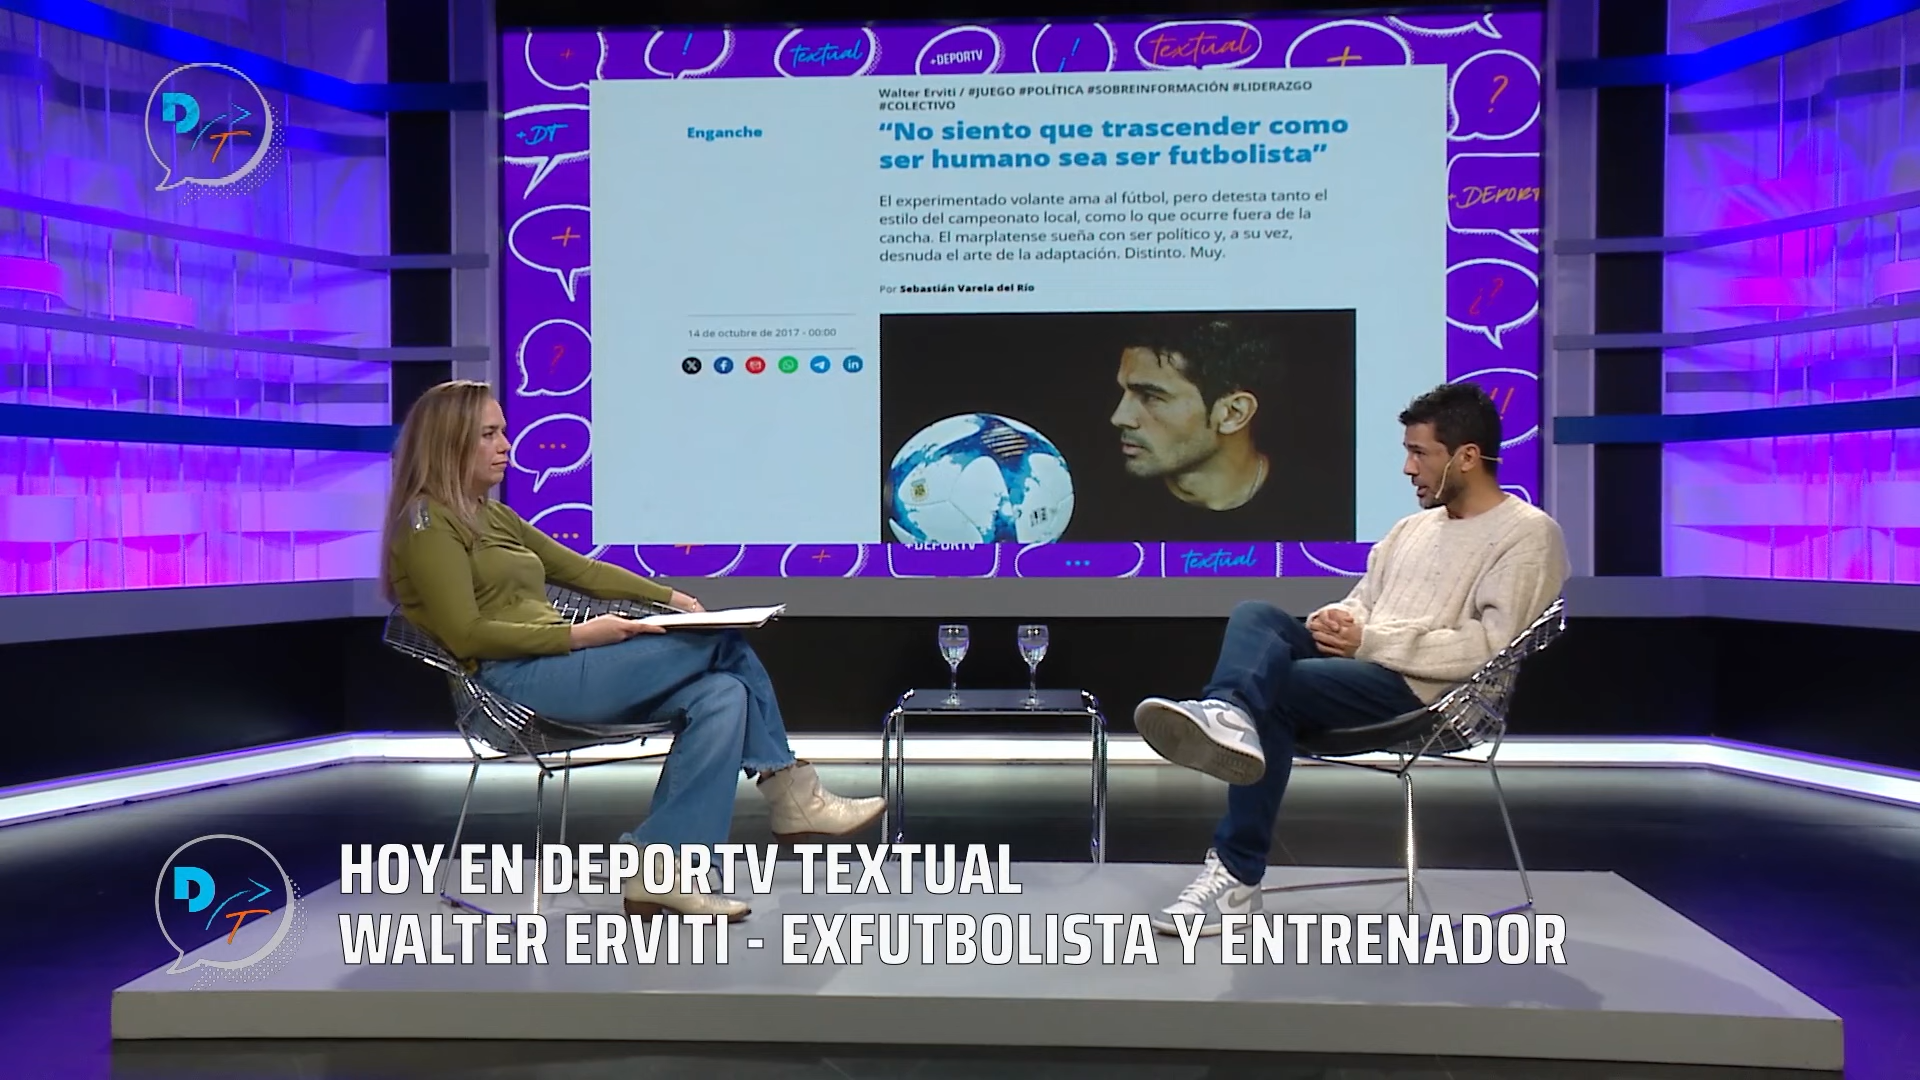 textual
+DEPORTV
textual
+DT
+DEPORT
D/T
Walter Erviti / #JUEGO #POLÍTICA #SOBREINFORMACIÓN #LIDERAZGO
#COLECTIVO
Enganche
“No siento que trascender como
ser humano sea ser futbolista”
El experimentado volante ama al fútbol, pero detesta tanto el
estilo del campeonato local, como lo que ocurre fuera de la
cancha. El marplatense sueña con ser político y, a su vez,
desnuda el arte de la adaptación. Distinto. Muy.
Por Sebastián Varela del Río
14 de octubre de 2017 - 00:00
+DEPORTV
textual
D/T
HOY EN DEPORTV TEXTUAL
WALTER ERVITI - EXFUTBOLISTA Y ENTRENADOR